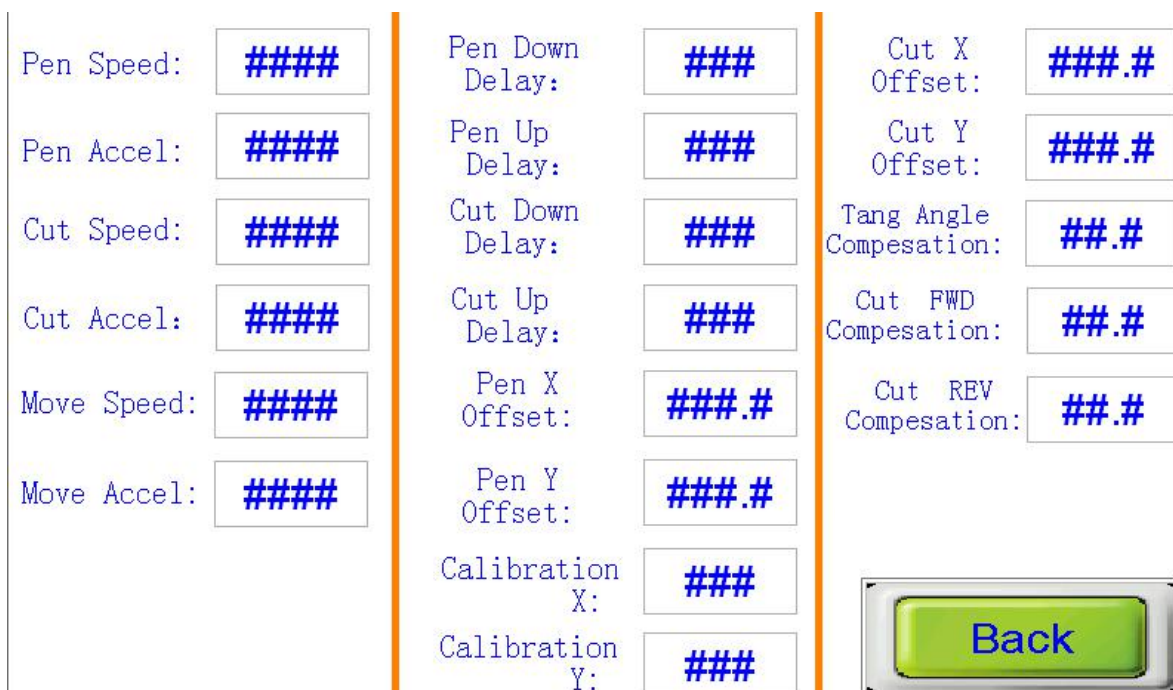 Pen Speed: ####
Pen Accel: ####
Cut Speed: ####
Cut Accel: ####
Move Speed: ####
Move Accel: ####
Pen Down
Delay: ###
Pen Up
Delay: ###
Cut Down
Delay: ###
Cut Up
Delay: ###
Pen X
Offset: ###.#
Pen Y
Offset: ###.#
Calibration
X: ###
Calibration
Y: ###
Cut X
Offset: ###.#
Cut Y
Offset: ###.#
Tang Angle
Compesation: ##.#
Cut FWD
Compesation: ##.#
Cut REV
Compesation: ##.#
Back